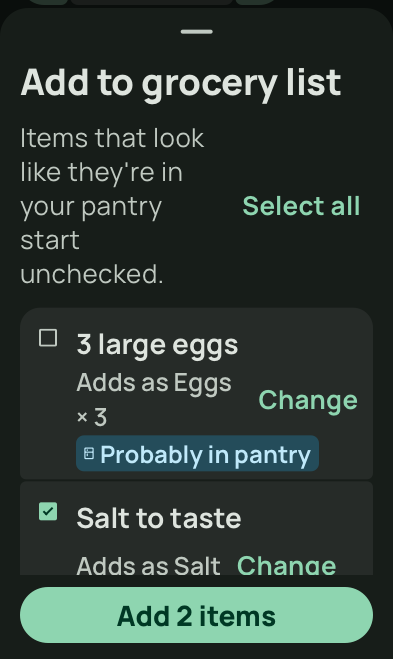 Add to grocery list
Items that look
like they're in
your pantry
start
unchecked.
Select all
3 large eggs
Adds as Eggs
× 3
Change
Probably in pantry
Salt to taste
Adds as Salt
Change
Add 2 items